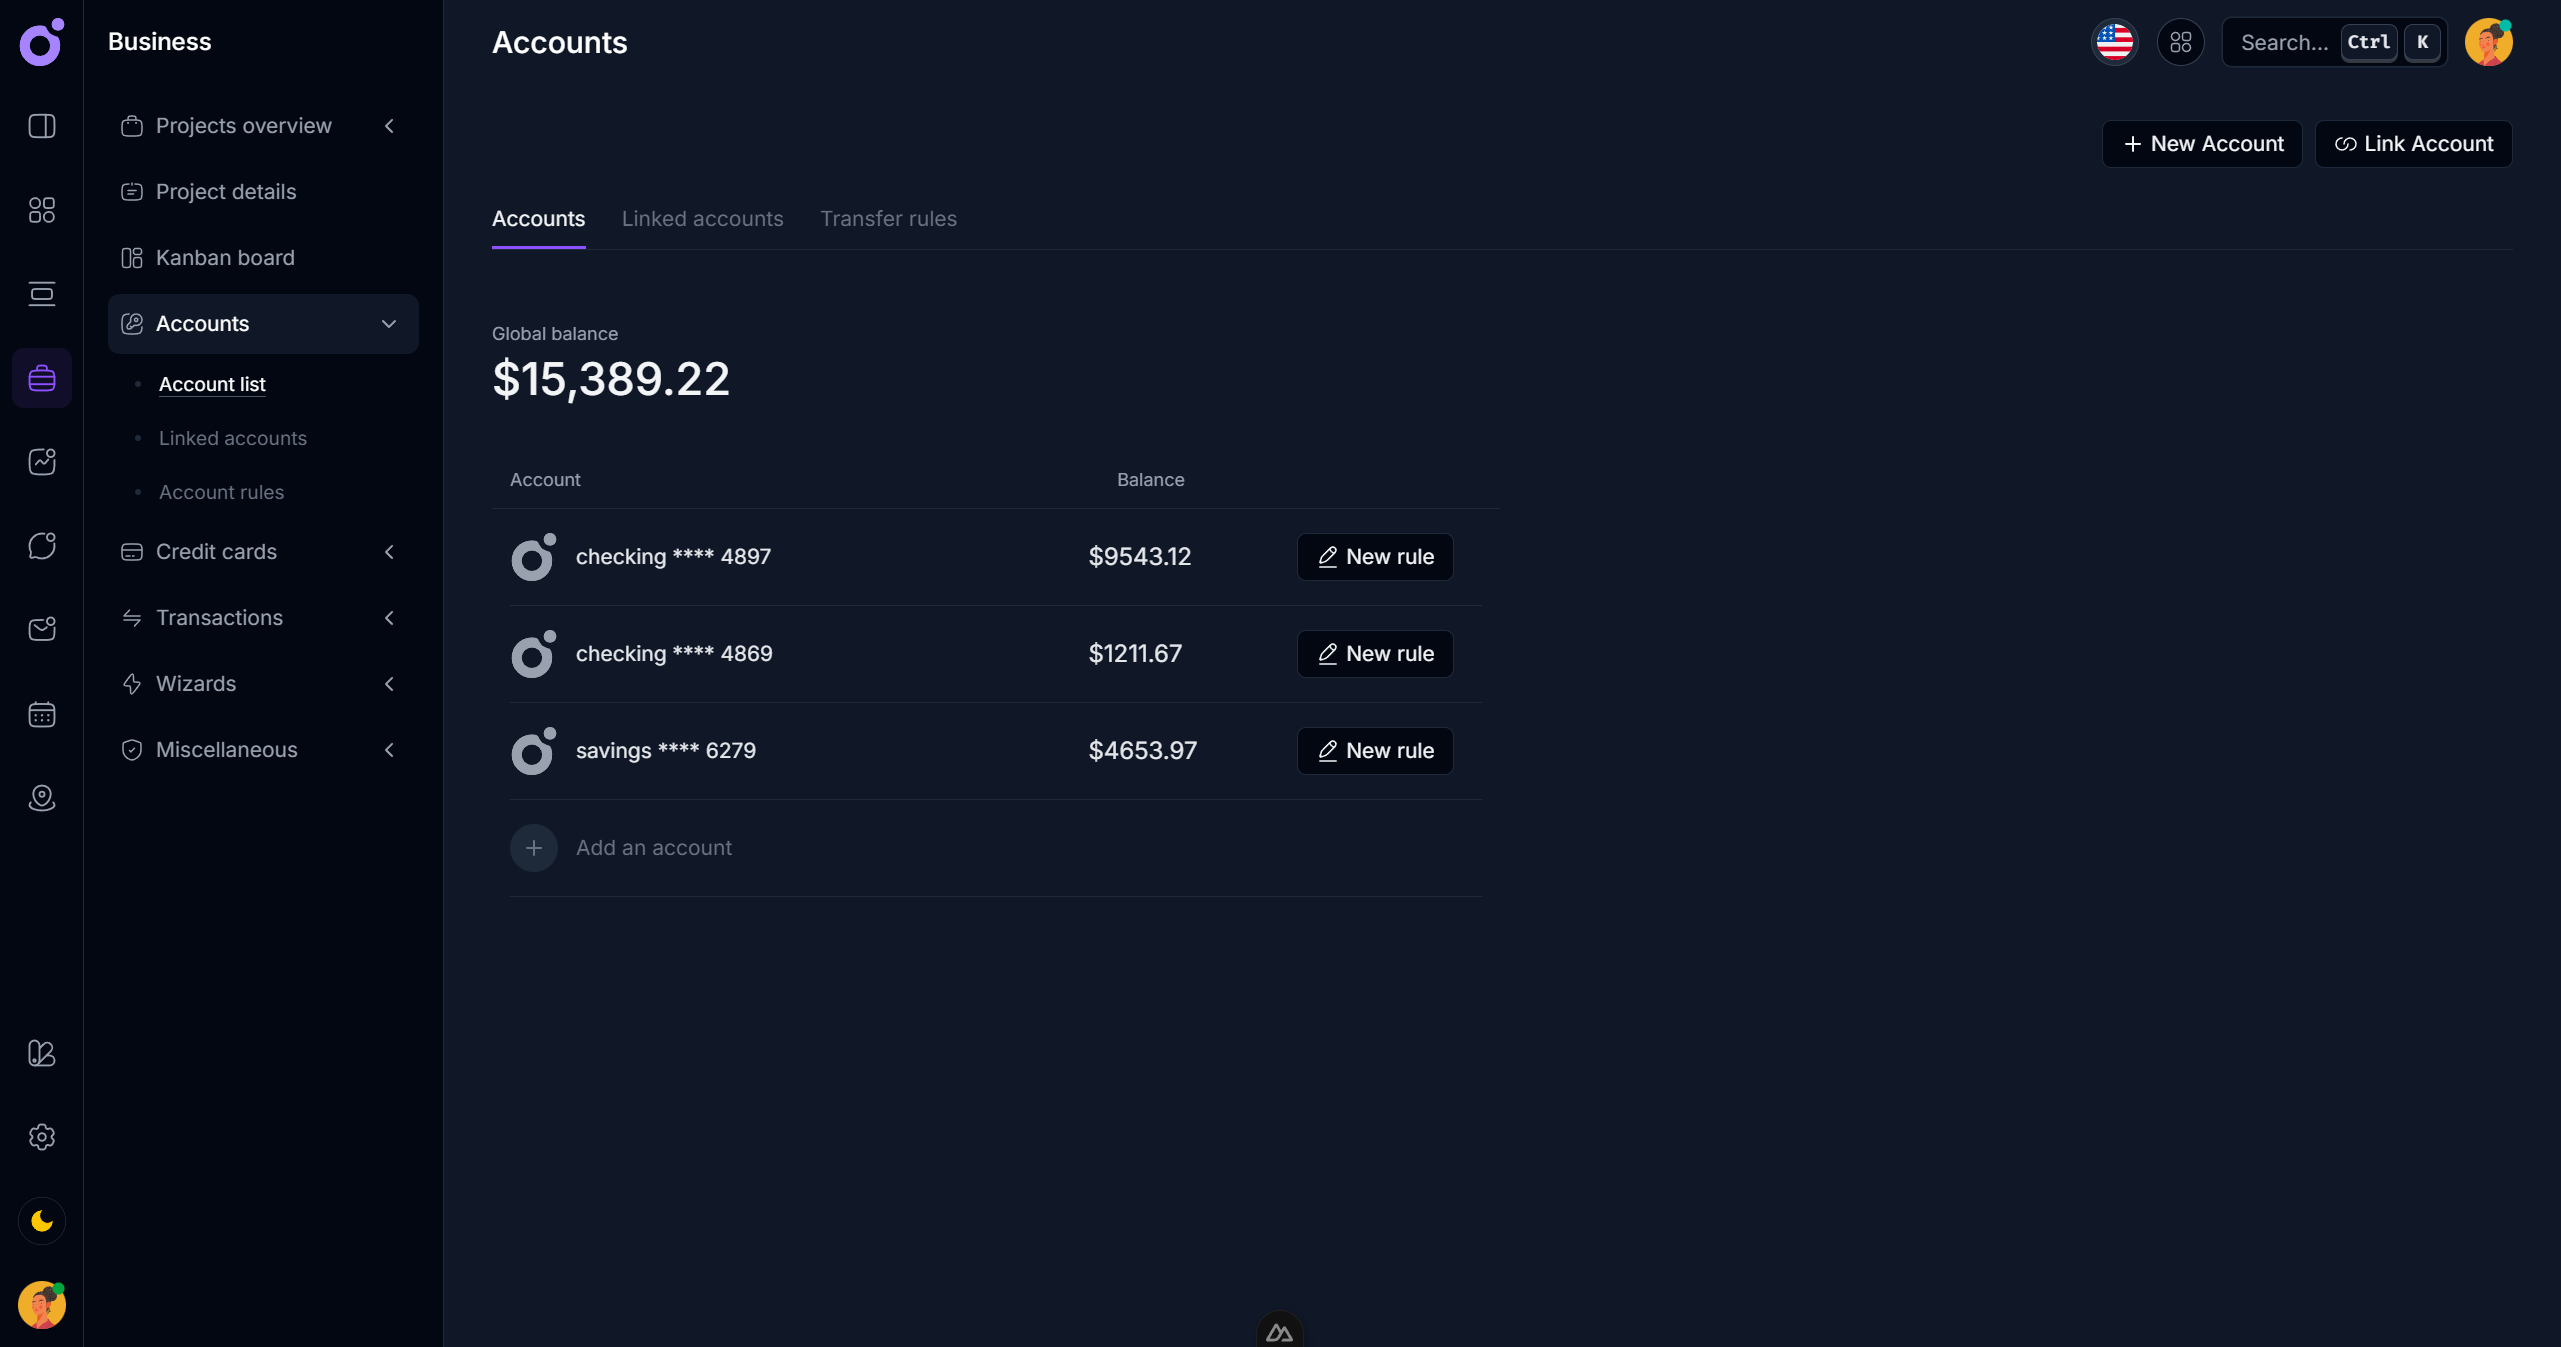 Business
Projects overview
Project details
Kanban board
Accounts
Account list
Linked accounts
Account rules
Credit cards
Transactions
Wizards
Miscellaneous
Accounts
Search... Ctrl K
New Account
Link Account
Accounts Linked accounts Transfer rules
Global balance
$15,389.22
Account Balance
checking **** 4897 $9543.12 New rule
checking **** 4869 $1211.67 New rule
savings **** 6279 $4653.97 New rule
Add an account